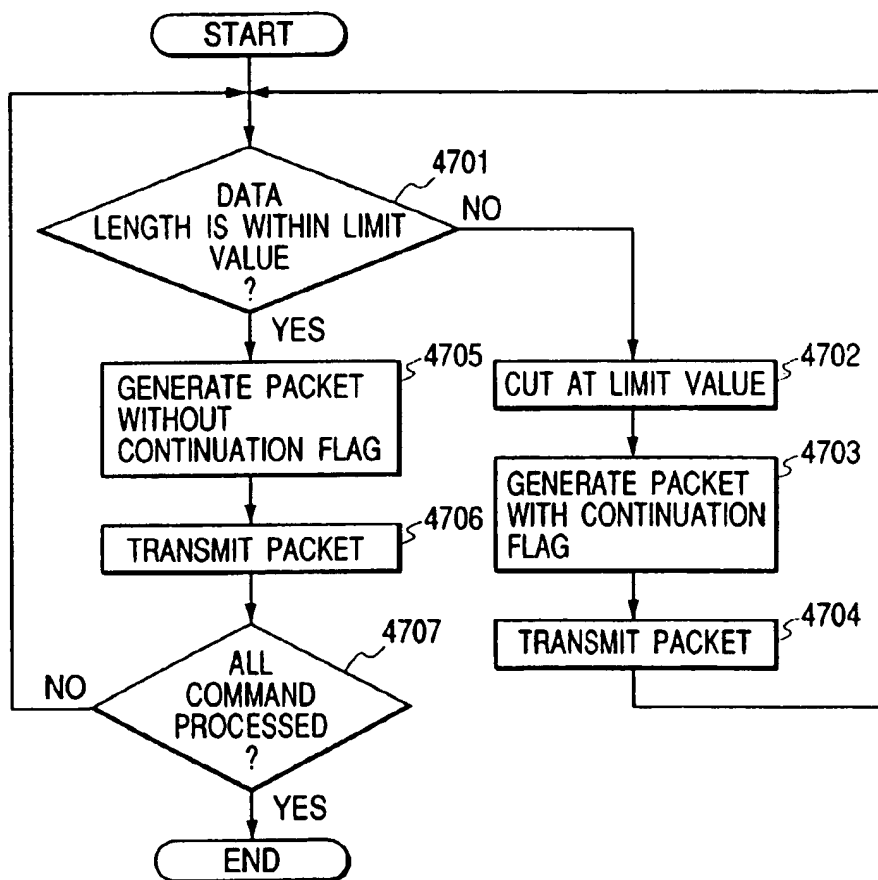 START
4701
DATA
LENGTH IS WITHIN LIMIT
VALUE
?
NO
YES
4705
GENERATE PACKET
WITHOUT
CONTINUATION FLAG
4702
CUT AT LIMIT VALUE
4703
GENERATE PACKET
WITH CONTINUATION
FLAG
4706
TRANSMIT PACKET
4704
TRANSMIT PACKET
4707
ALL
COMMAND
PROCESSED
?
NO
YES
END